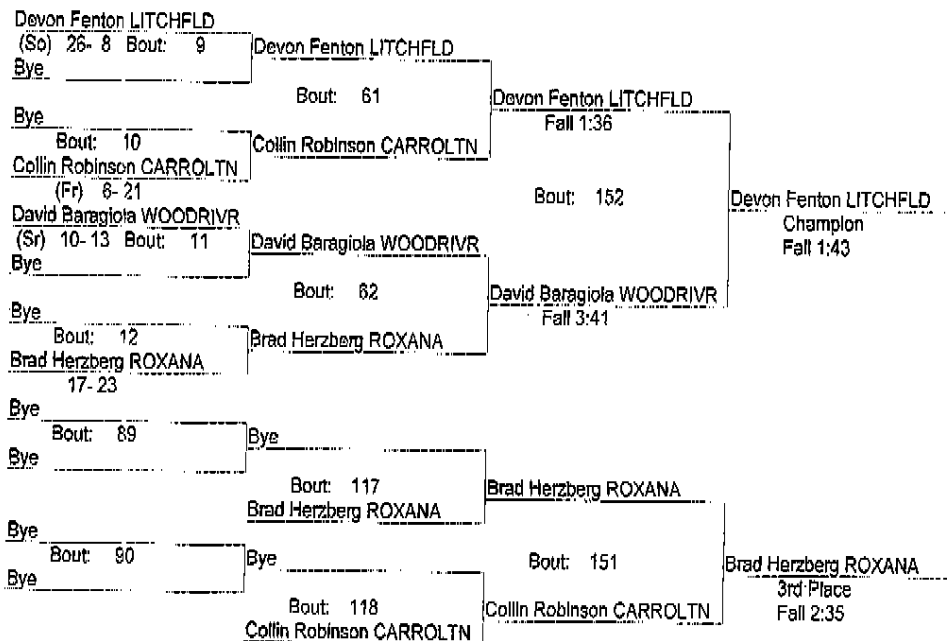 Devon Fenton LITCHFLD
(So) 26- 8 Bout: 9
Bye
Devon Fenton LITCHFLD
Bout: 61
Bye
Bout: 10
Collin Robinson CARROLTN
(Fr) 6- 21
Collin Robinson CARROLTN
Devon Fenton LITCHFLD
Fall 1:36
David Baragiola WOODRIVR
(Sr) 10- 13 Bout: 11
Bye
David Baragiola WOODRIVR
Bout: 62
Bye
Bout: 12
Brad Herzberg ROXANA
17- 23
Brad Herzberg ROXANA
David Baragiola WOODRIVR
Fall 3:41
Bout: 152
Devon Fenton LITCHFLD
Champion
Fall 1:43
Bye
Bout: 89
Bye
Bye
Bout: 117
Brad Herzberg ROXANA
Brad Herzberg ROXANA
Bye
Bout: 90
Bye
Bye
Bout: 118
Collin Robinson CARROLTN
Collin Robinson CARROLTN
Bout: 151
Brad Herzberg ROXANA
3rd Place
Fall 2:35